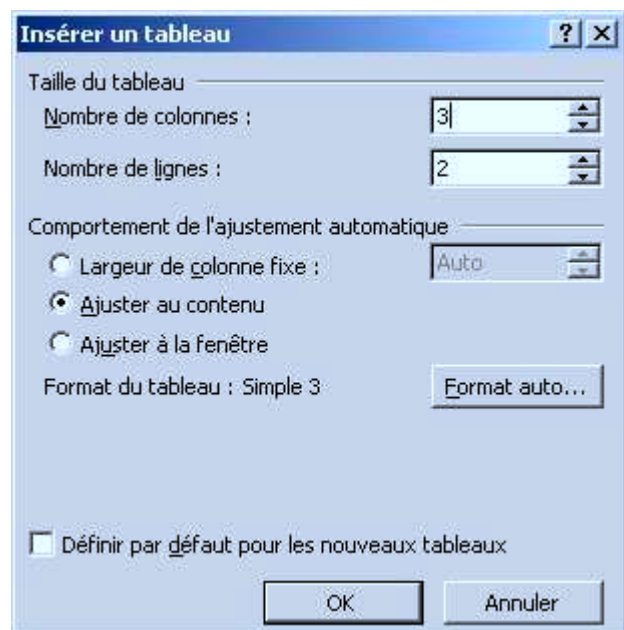 Insérer un tableau
Taille du tableau
Nombre de colonnes : 3
Nombre de lignes : 2
Comportement de l'ajustement automatique
Largeur de colonne fixe : Auto
Ajuster au contenu
Ajuster à la fenêtre
Format du tableau : Simple 3 Format auto...
Définir par défaut pour les nouveaux tableaux
OK Annuler